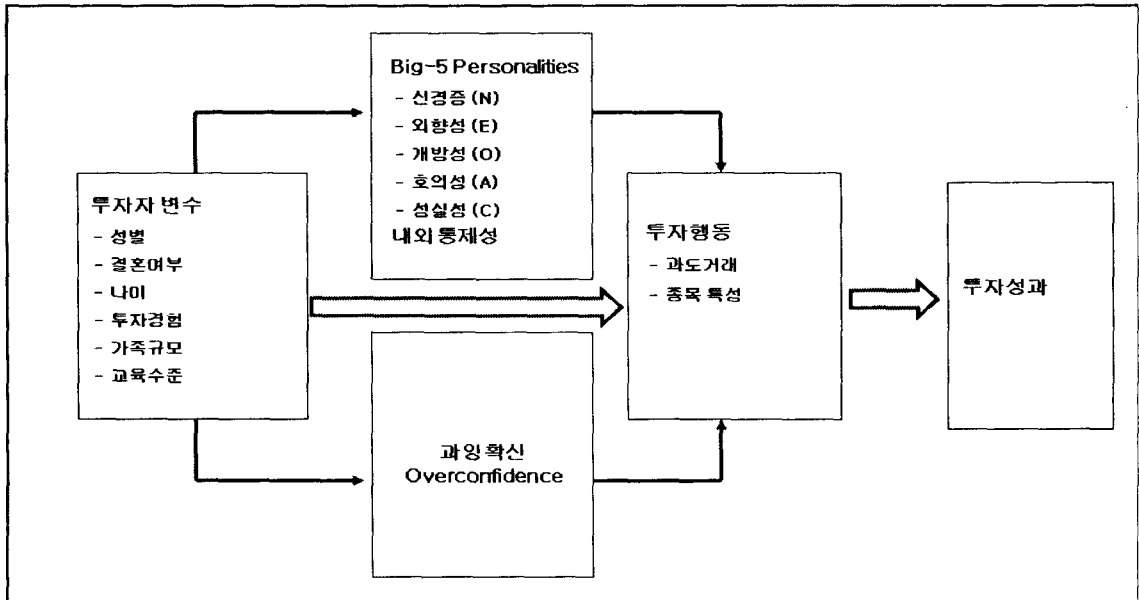 투자자 변수
- 성별
- 결혼여부
- 나이
- 투자경험
- 가족규모
- 교육수준
Big-5 Personalities
- 신경증 (N)
- 외향성 (E)
- 개방성 (O)
- 호의성 (A)
- 성실성 (C)
내외 통제성
과잉확신
Overconfidence
투자행동
- 과도거래
- 종목 특성
투자성과